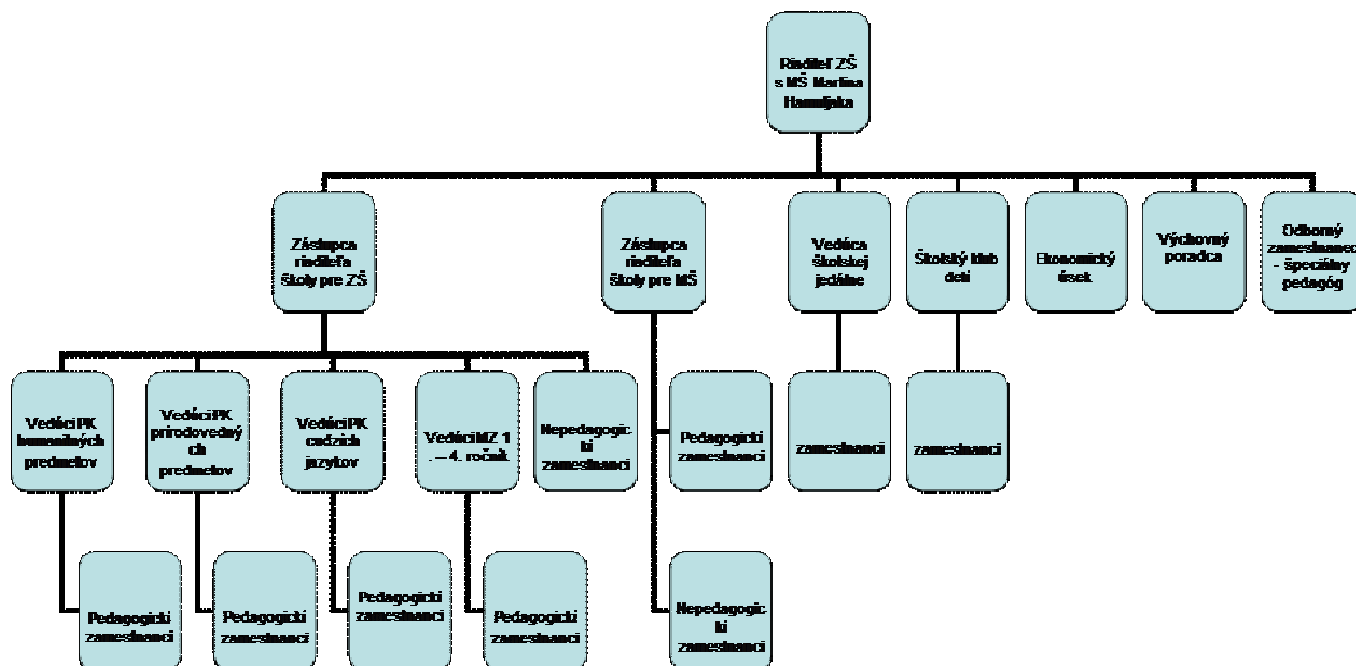 Riaditeľ ZŠ
s MŠ Martina
Hamuljaka
Zástupca
riaditeľa
školy pre ZŠ
Zástupca
riaditeľa
školy pre MŠ
Vedúca
školskej
jedálne
Školský klub
detí
Ekonomický
úsek
Výchovný
poradca
Odborný
zamestnanec
- špeciálny
pedagóg
Vedúci PK
humanitných
predmetov
Vedúci PK
prírodovedný
ch
predmetov
Vedúci PK
cudzích
jazykov
Vedúci MZ 1
. – 4. ročník
Nepedagogic
kí
zamestnanci
Pedagogickí
zamestnanci
zamestnanci
zamestnanci
Pedagogickí
zamestnanci
Pedagogickí
zamestnanci
Pedagogickí
zamestnanci
Pedagogickí
zamestnanci
Nepedagogic
kí
zamestnanci